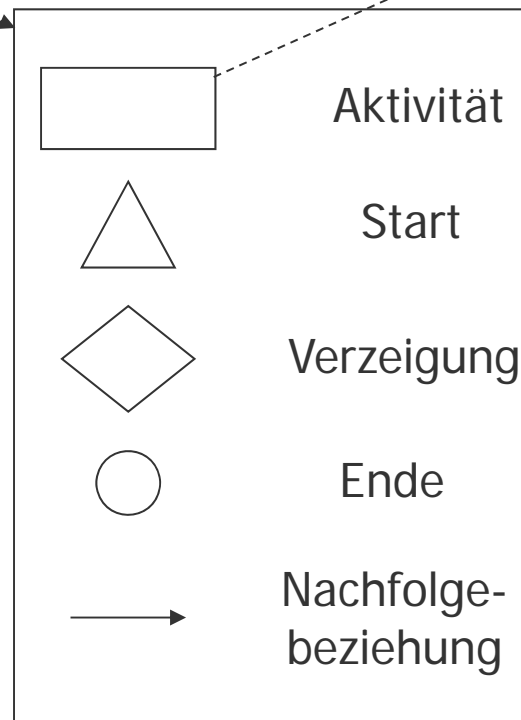 Aktivität
Start
Verzeigung
Ende
Nachfolge-
beziehung